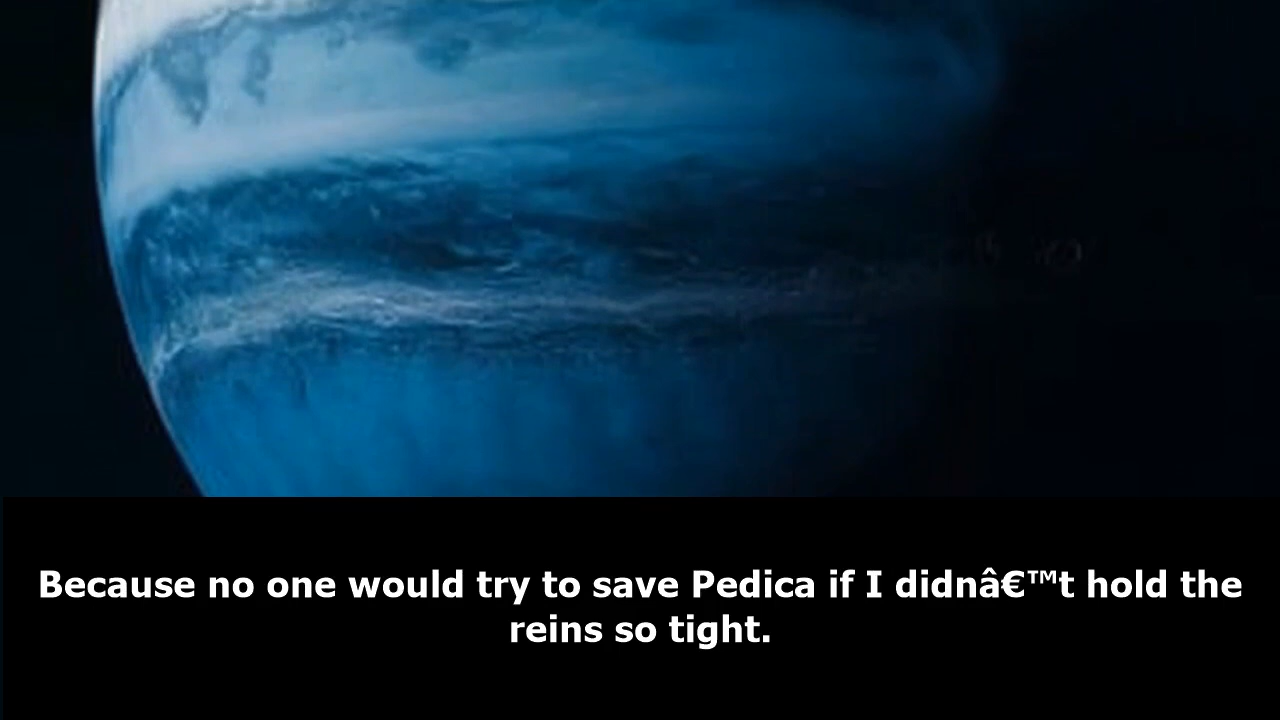 Because no one would try to save Pedica if I didnâ€™t hold the
reins so tight.